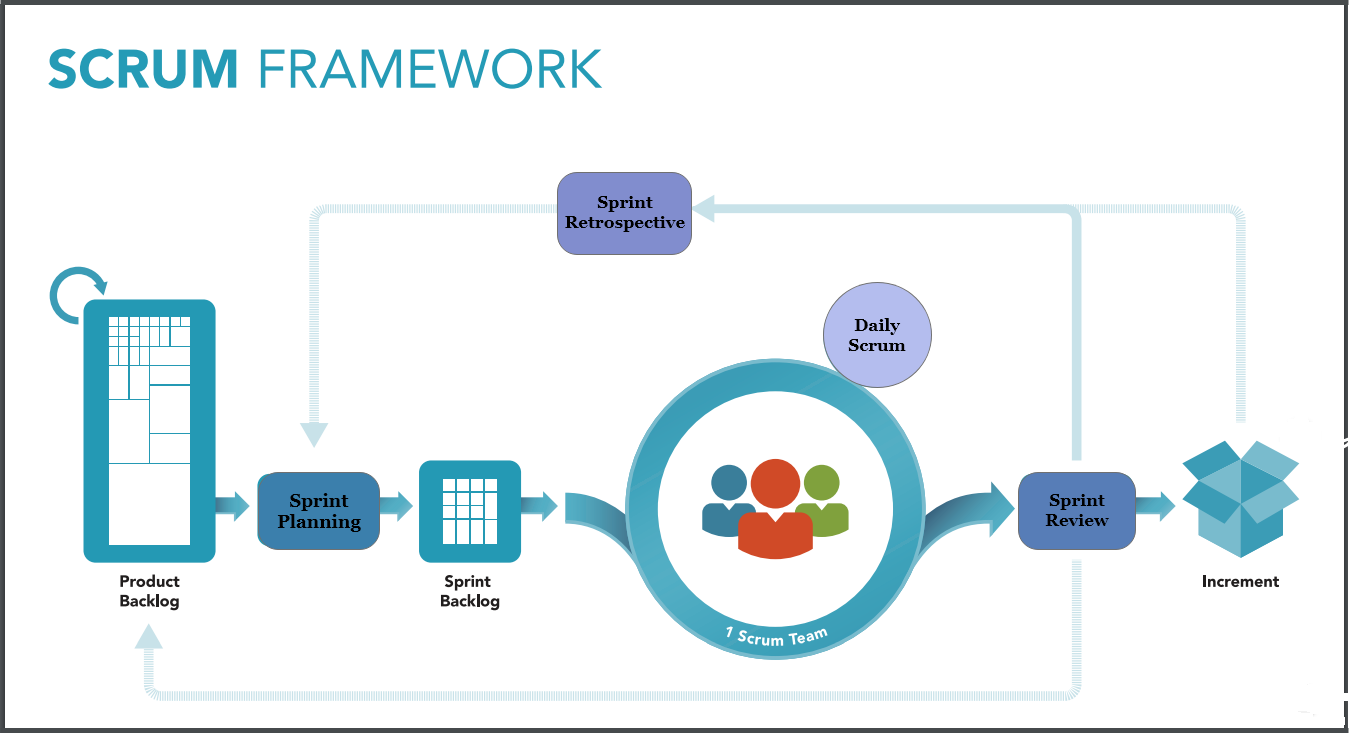 SCRUM FRAMEWORK
Sprint
Retrospective
Daily
Scrum
Sprint
Planning
Sprint
Review
Product
Backlog
Sprint
Backlog
1 Scrum Team
Increment